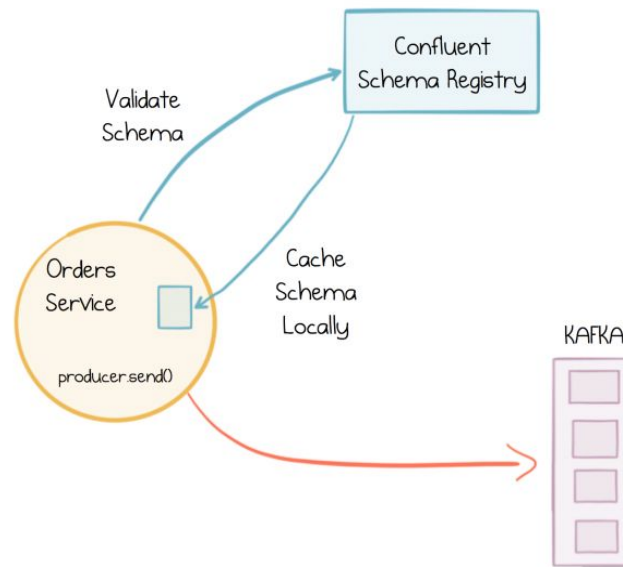 Confluent
Schema Registry
Validate
Schema
Orders
Service
Cache
Schema
Locally
producer.send()
KAFKA